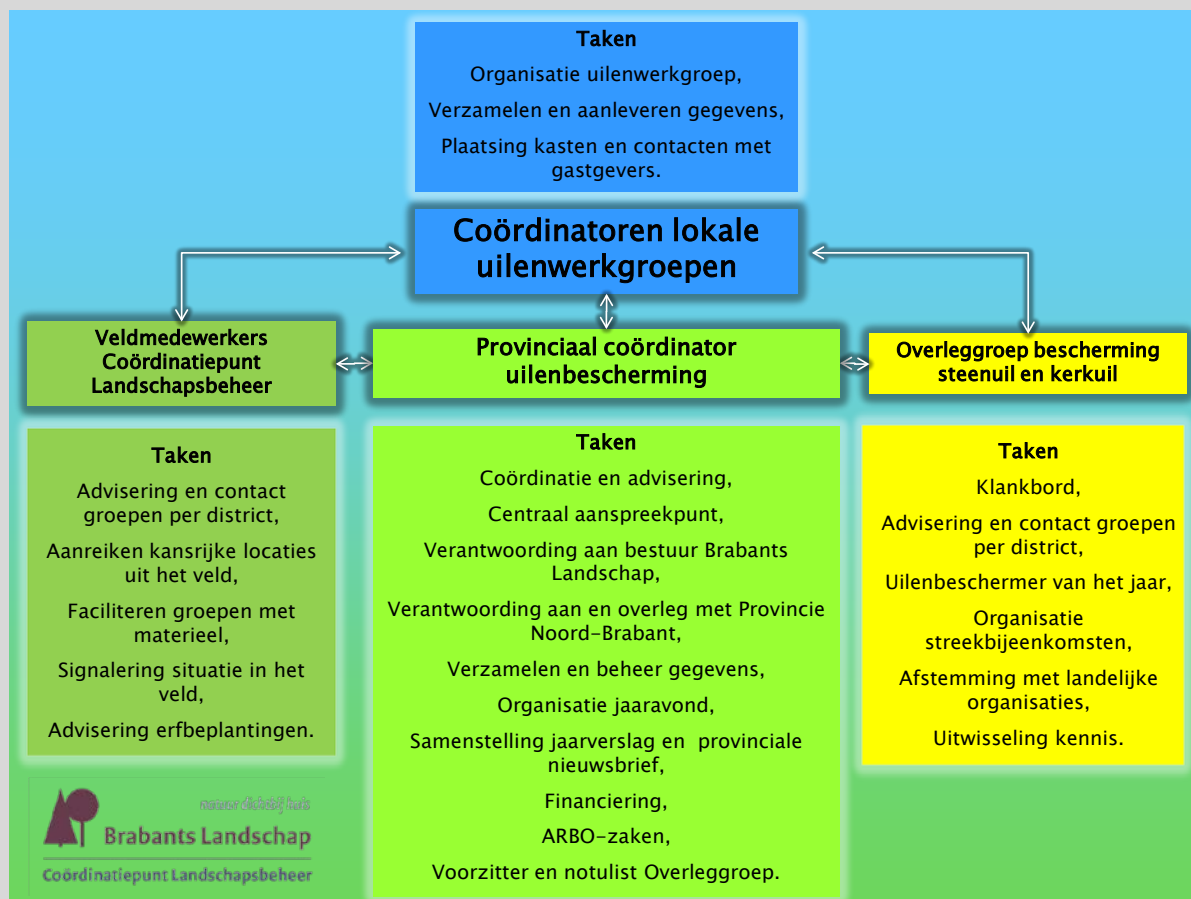 Taken
Organisatie uilenwerkgroep,
Verzamelen en aanleveren gegevens,
Plaatsing kasten en contacten met
gastgevers.
Coördinatoren lokale
uilenwerkgroepen
Veldmedewerkers
Coördinatiepunt
Landschapsbeheer
Provinciaal coördinator
uilenbescherming
Overleggroep bescherming
steenuil en kerkuil
Taken
Advisering en contact
groepen per district,
Aanreiken kansrijke locaties
uit het veld,
Faciliteren groepen met
materieel,
Signalering situatie in het
veld,
Advisering erfbeplantingen.
Taken
Coördinatie en advisering,
Centraal aanspreekpunt,
Verantwoording aan bestuur Brabants
Landschap,
Verantwoording aan en overleg met Provincie
Noord-Brabant,
Verzamelen en beheer gegevens,
Organisatie jaaravond,
Samenstelling jaarverslag en provinciale
nieuwsbrief,
Financiering,
ARBO-zaken,
Voorzitter en notulist Overleggroep.
Taken
Klankbord,
Advisering en contact groepen
per district,
Uilenbeschermer van het jaar,
Organisatie
streekbijeenkomsten,
Afstemming met landelijke
organisaties,
Uitwisseling kennis.
natuur dichtbij huis
Brabants Landschap
Coördinatiepunt Landschapsbeheer